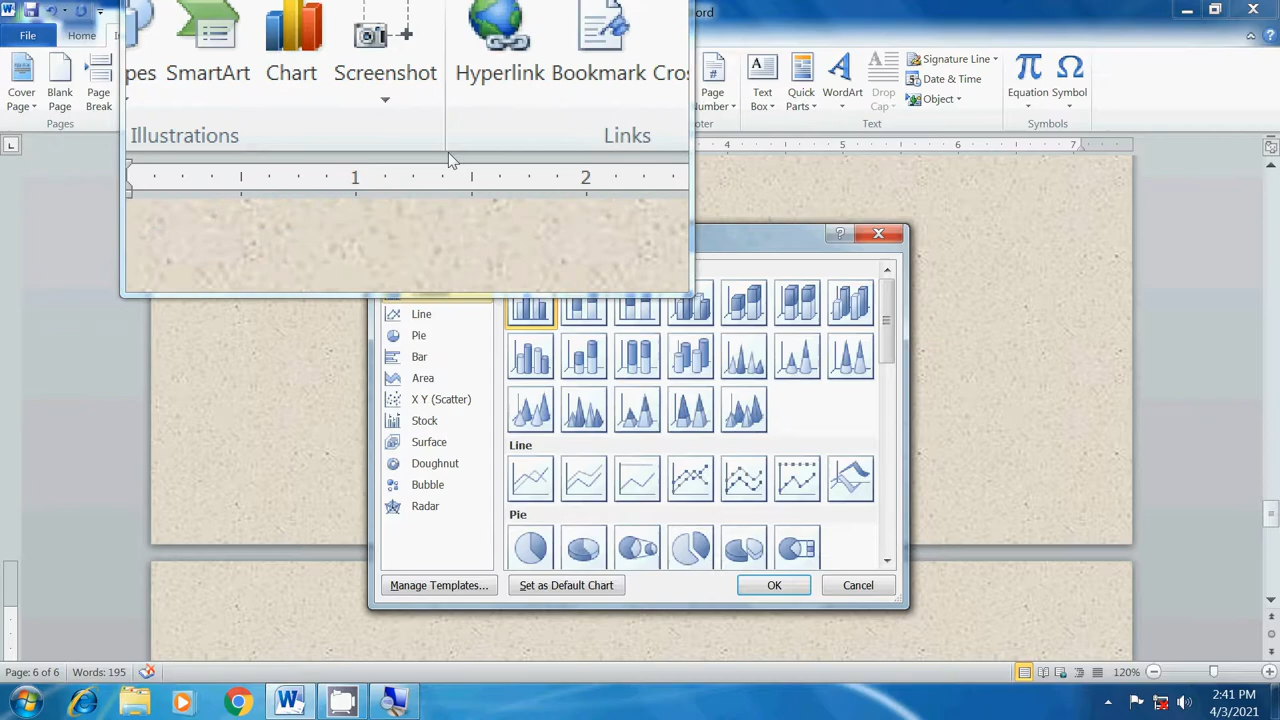 ord
File Home I
pes SmartArt Chart Screenshot Hyperlink Bookmark Cros
Illustrations Links
1 2
Cover Page
Blank Page
Page Break
Pages
Page Number
oter
Text Box
Quick Parts
WordArt
Drop Cap
Signature Line
Date & Time
Object
Text
Equation Symbol
Symbols
4 5 6 7
Line
Pie
Bar
Area
X Y (Scatter)
Stock
Surface
Doughnut
Bubble
Radar
Line
Pie
Manage Templates... Set as Default Chart OK Cancel
Page: 6 of 6 Words: 195 120%
2:41 PM
4/3/2021